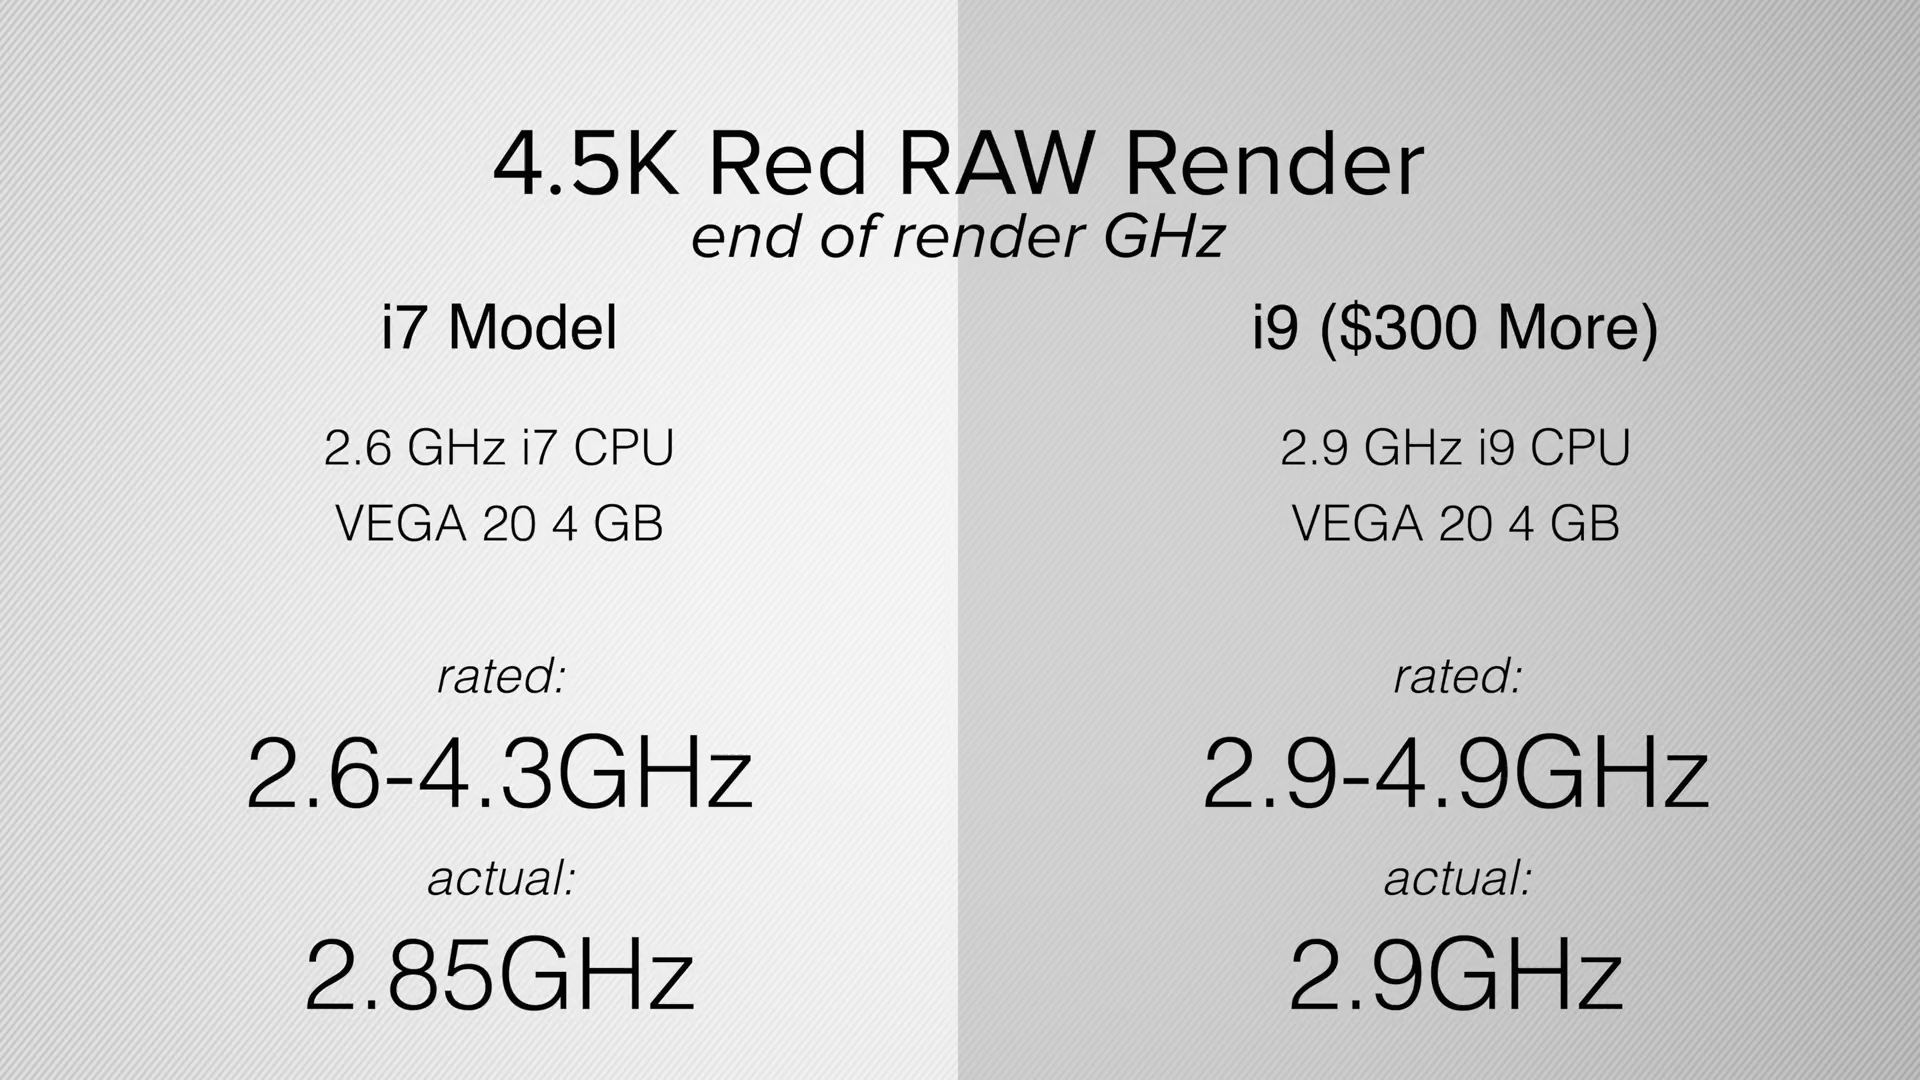 4.5K Red RAW Render
end of render GHz
i7 Model
2.6 GHz i7 CPU
VEGA 20 4 GB
rated:
2.6-4.3GHz
actual:
2.85GHz
i9 ($300 More)
2.9 GHz i9 CPU
VEGA 20 4 GB
rated:
2.9-4.9GHz
actual:
2.9GHz